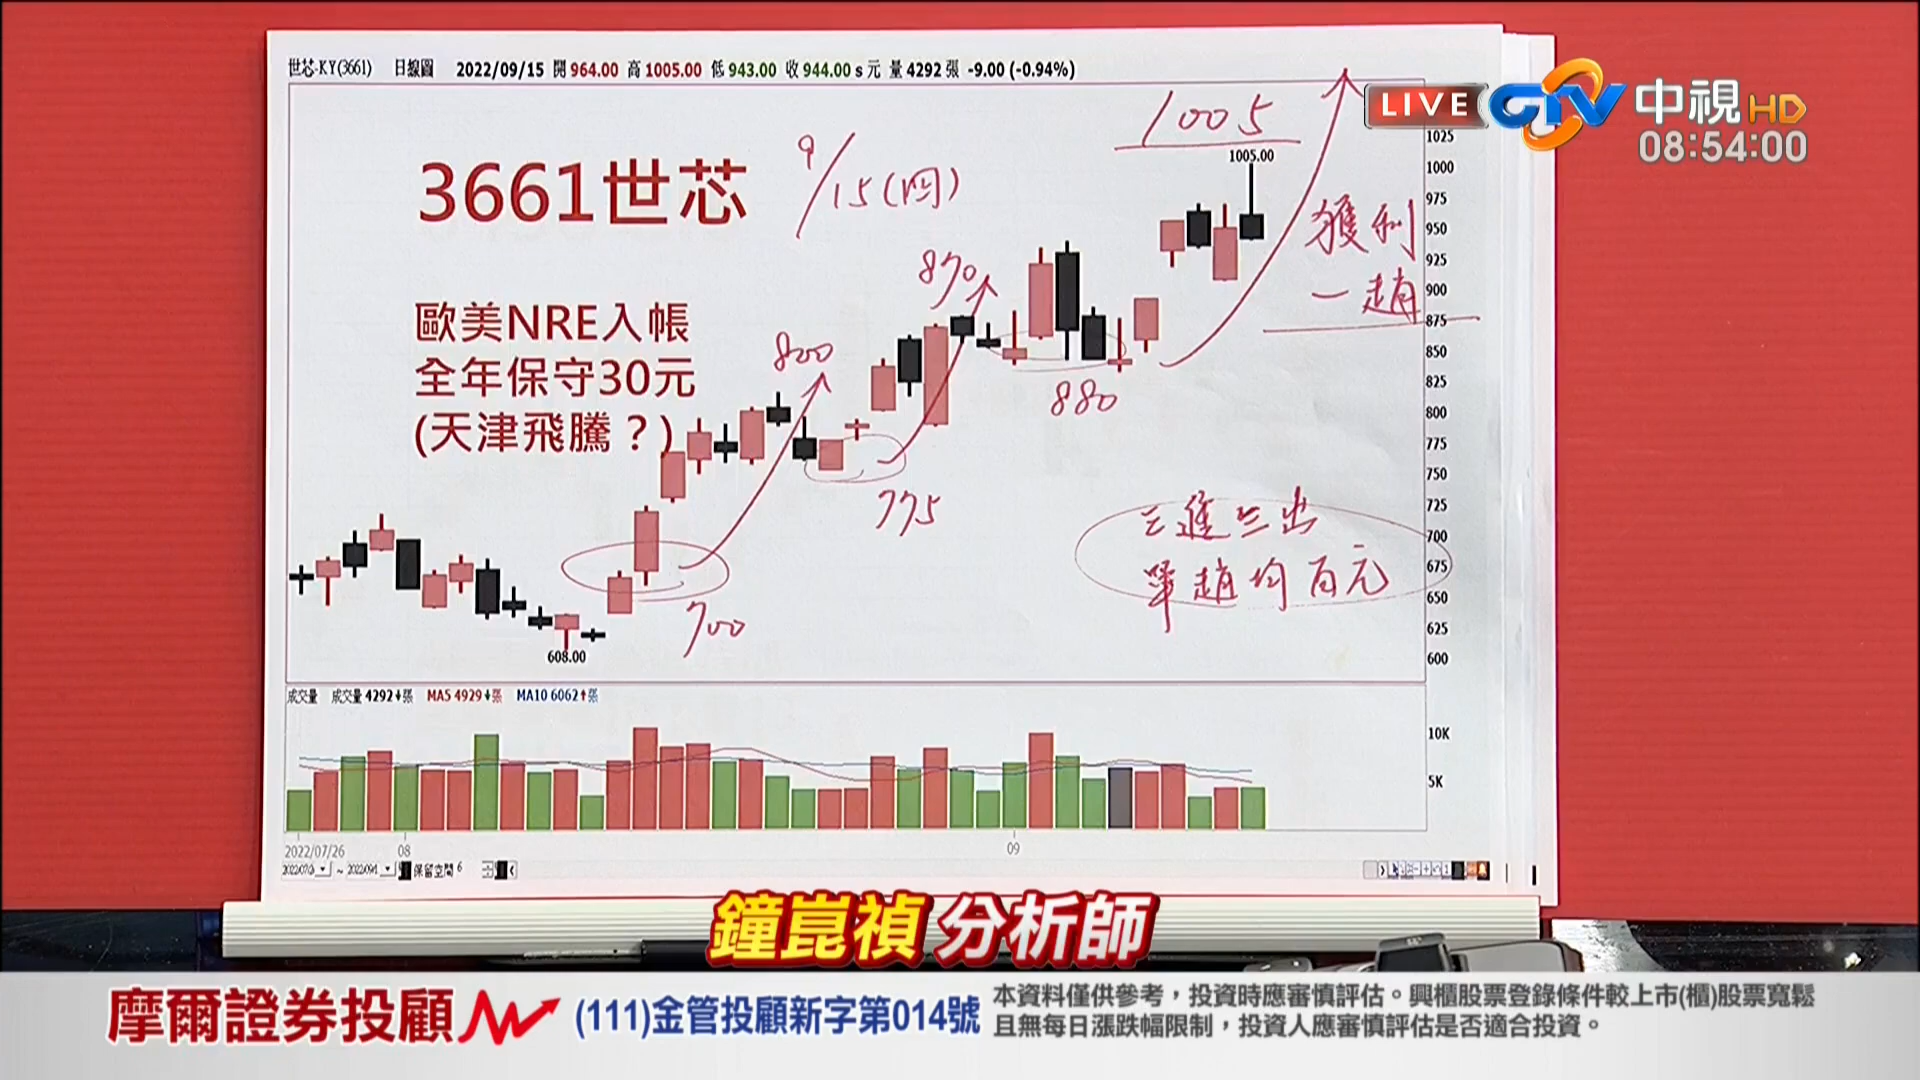 世芯-KY(3661) 日線圖 2022/09/15 開 964.00 高 1005.00 低 943.00 收 944.00 s 元 量 4292 張 -9.00 (-0.94%)
LIVE CTV 中視 HD
08:54:00
3661世芯
9/15(四)
1005
1005.00
獲利
一趟
870
800
880
775
700
歐美NRE入帳
全年保守30元
(天津飛騰？)
三進三出
單趟均百元
608.00
1025
1000
975
950
925
900
875
850
825
800
775
750
725
700
675
650
625
600
成交量 成交量 4292↓張 MA5 4929↓張 MA10 6062↑張
10K
5K
2022/07/26 08 09
保留空間 6
鐘崑禎 分析師
摩爾證券投顧 (111)金管投顧新字第014號
本資料僅供參考，投資時應審慎評估。興櫃股票登錄條件較上市(櫃)股票寬鬆
且無每日漲跌幅限制，投資人應審慎評估是否適合投資。